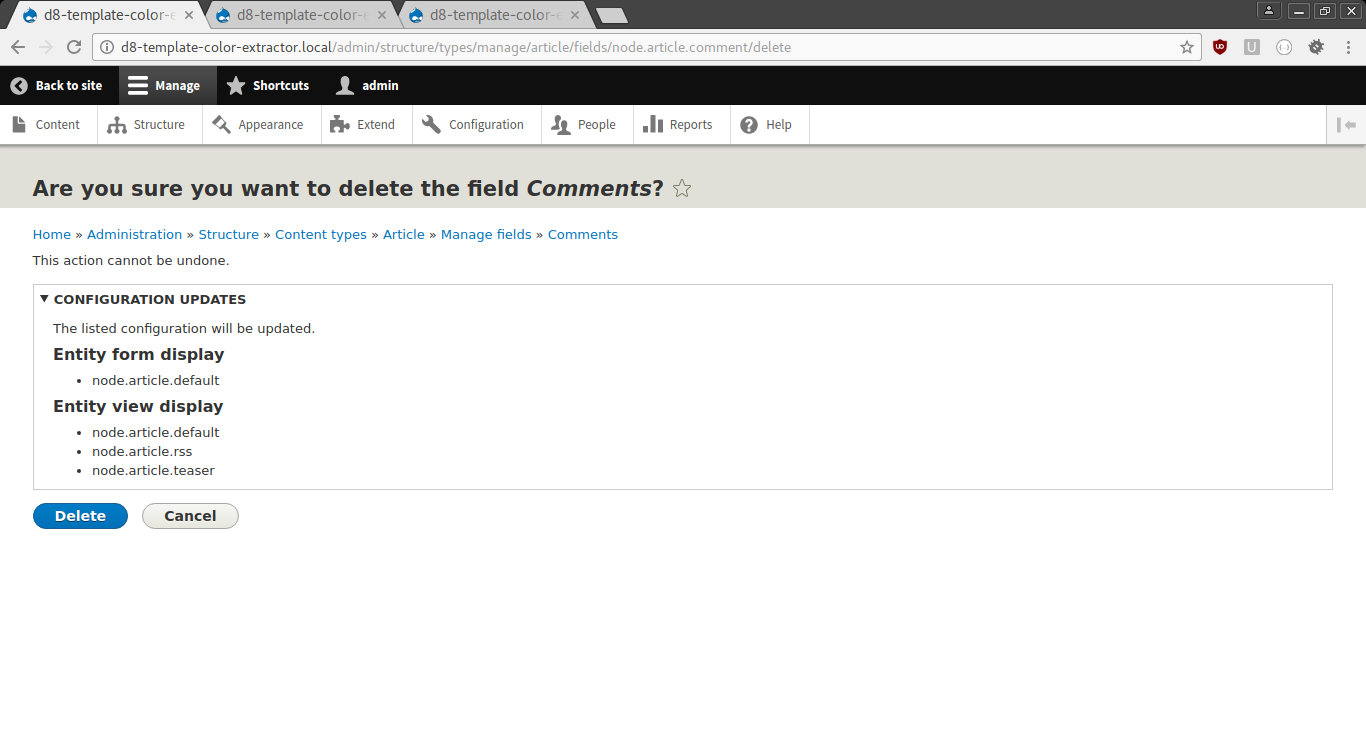 d8-template-color-e
d8-template-color-e
d8-template-color-e
d8-template-color-extractor.local/admin/structure/types/manage/article/fields/node.article.comment/delete
Back to site
Manage
Shortcuts
admin
Content
Structure
Appearance
Extend
Configuration
People
Reports
Help
Are you sure you want to delete the field Comments?
Home » Administration » Structure » Content types » Article » Manage fields » Comments
This action cannot be undone.
CONFIGURATION UPDATES
The listed configuration will be updated.
Entity form display
• node.article.default
Entity view display
• node.article.default
• node.article.rss
• node.article.teaser
Delete
Cancel